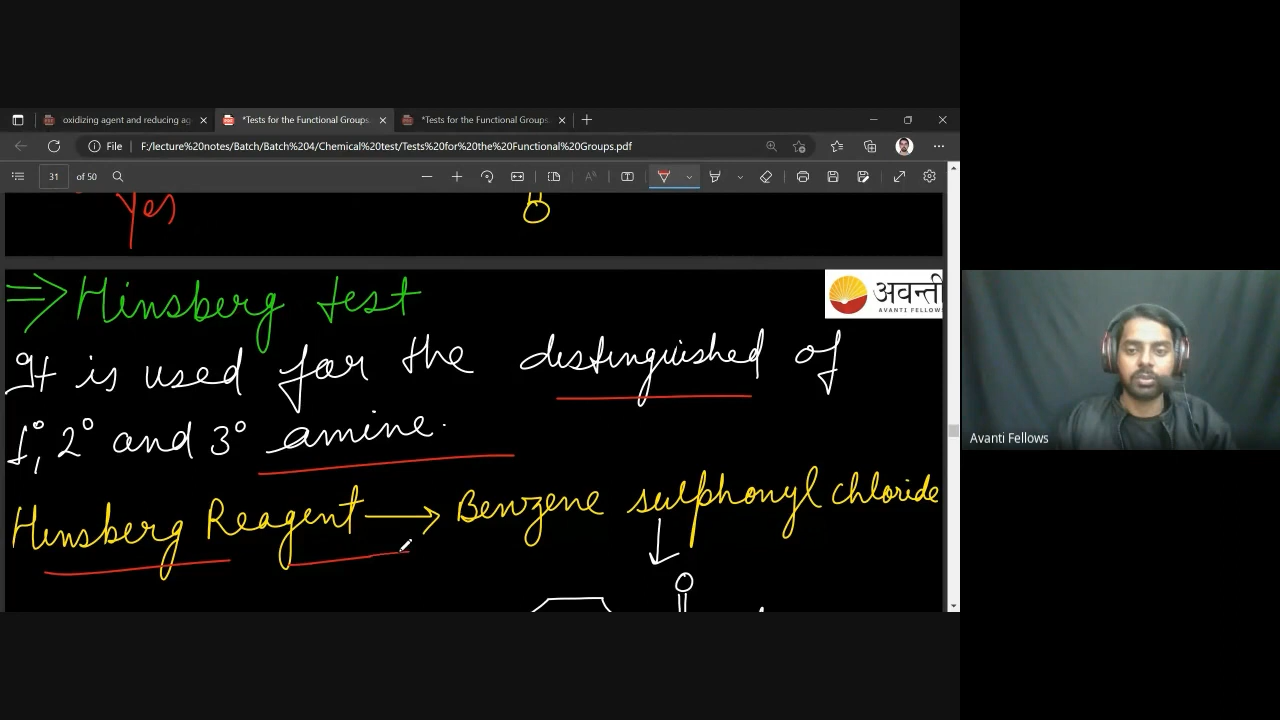 oxidizing agent and reducing ag
*Tests for the Functional Groups.
*Tests for the Functional Groups.
File
F:/lecture%20notes/Batch/Batch%204/Chemical%20test/Tests%20for%20the%20Functional%20Groups.pdf
31 of 50
Yes
⇒ Hinsberg test
अवन्ती
AVANTI FELLOWS
It is used for the distinguished of
1°, 2° and 3° amine.
Hinsberg Reagent → Benzene sulphonyl chloride
O
Avanti Fellows